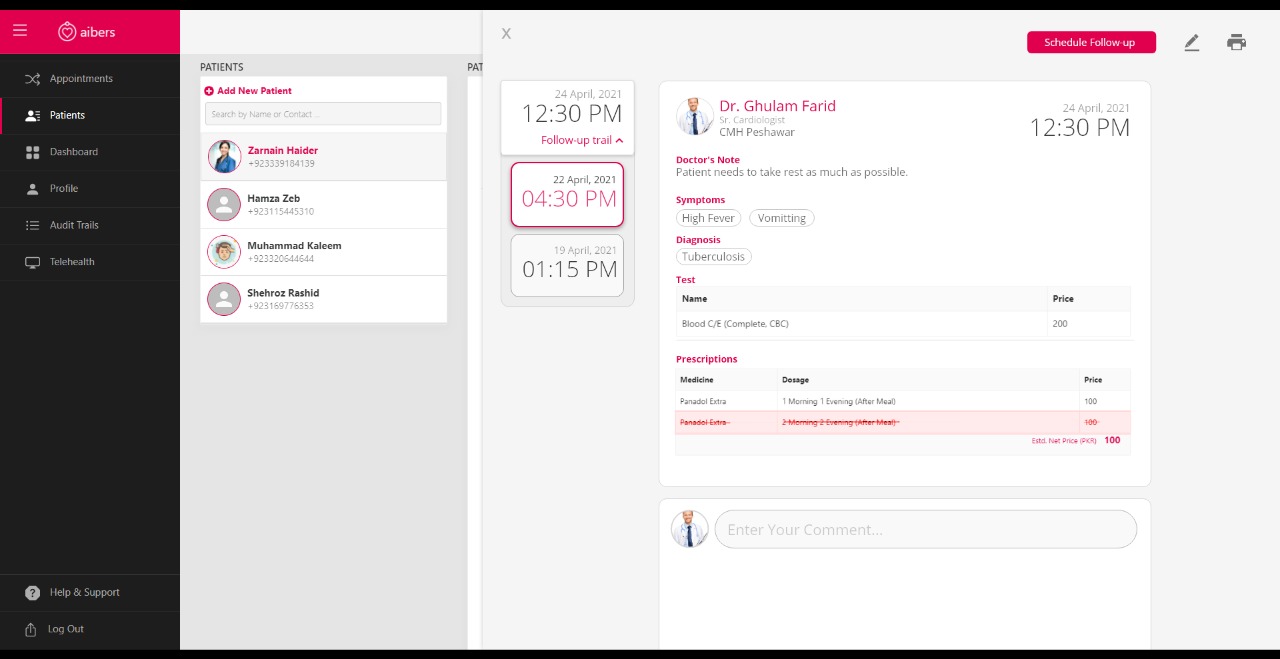 aibers
Appointments
Patients
Dashboard
Profile
Audit Trails
Telehealth
Help & Support
Log Out
PATIENTS
Add New Patient
Search by Name or Contact ...
Zarnain Haider
+923339184139
Hamza Zeb
+923115445310
Muhammad Kaleem
+923320644644
Shehroz Rashid
+923169776353
PAT
X
Schedule Follow-up
24 April, 2021
12:30 PM
Follow-up trail
22 April, 2021
04:30 PM
19 April, 2021
01:15 PM
Dr. Ghulam Farid
Sr. Cardiologist
CMH Peshawar
24 April, 2021
12:30 PM
Doctor's Note
Patient needs to take rest as much as possible.
Symptoms
High Fever Vomitting
Diagnosis
Tuberculosis
Test
Name Price
Blood C/E (Complete, CBC) 200
Prescriptions
Medicine Dosage Price
Panadol Extra 1 Morning 1 Evening (After Meal) 100
Panadol Extra 2 Morning 2 Evening (After Meal) 100
Estd. Net Price (PKR) 100
Enter Your Comment...